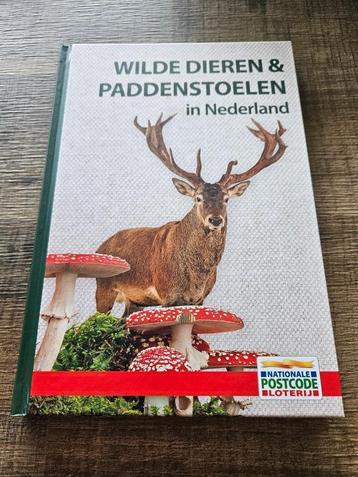 WILDE DIEREN &
PADDENSTOELEN
in Nederland
NATIONALE
POSTCODE
LOTERIJ